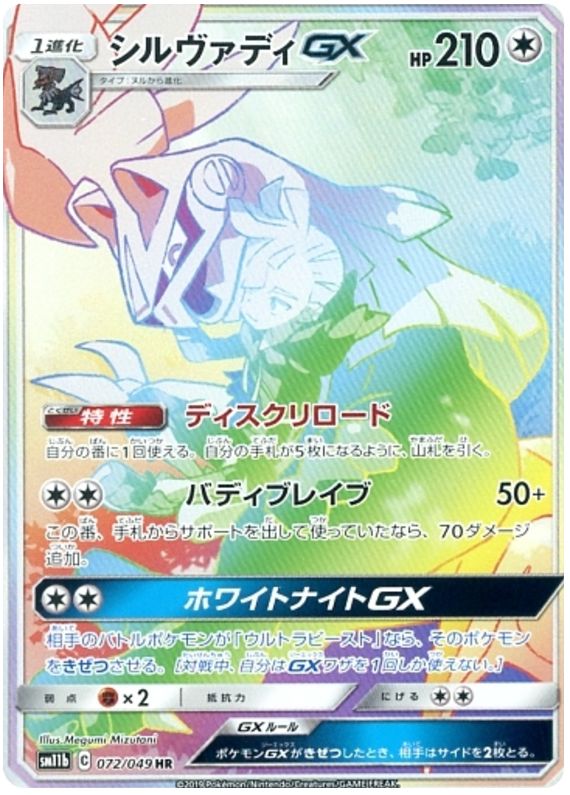 1進化
シルヴァディGX
HP210
タイプ:ヌルから進化
特性 ディスクリロード
自分の番に1回使える。自分の手札が5枚になるように、山札を引く。
バディブレイブ 50+
この番、手札からサポートを出して使っていたなら、70ダメージ
追加。
ホワイトナイトGX
相手のバトルポケモンが「ウルトラビースト」なら、そのポケモン
をきぜつさせる。[対戦中、自分はGXワザを1回しか使えない。]
弱点 ×2 抵抗力 にげる
Illus.Megumi Mizutani
GXルール
ポケモンGXがきぜつしたとき、相手はサイドを2枚とる。
sm11b C 072/049 HR
©2019 Pokémon/Nintendo/Creatures/GAME FREAK.